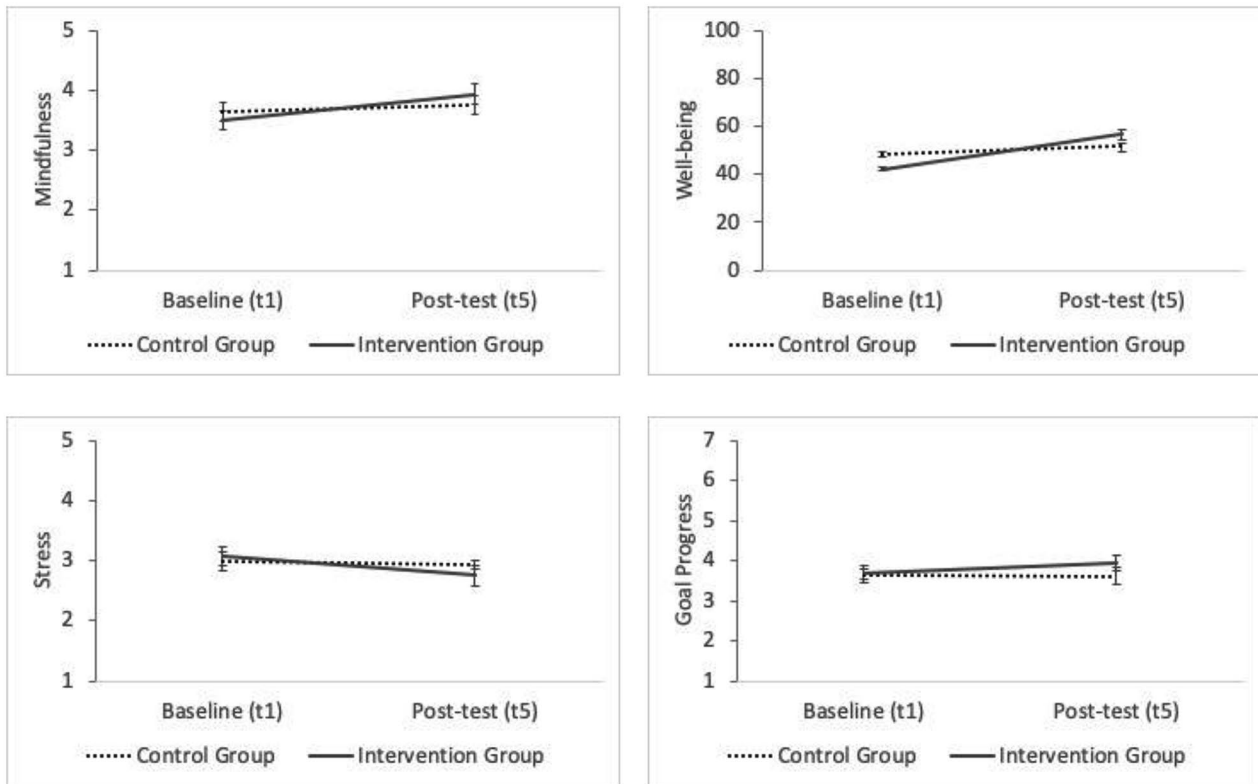 5
4
3
2
1
Mindfulness
Baseline (t1) Post-test (t5)
Control Group Intervention Group
100
80
60
40
20
0
Well-being
Baseline (t1) Post-test (t5)
Control Group Intervention Group
5
4
3
2
1
Stress
Baseline (t1) Post-test (t5)
Control Group Intervention Group
7
6
5
4
3
2
1
Goal Progress
Baseline (t1) Post-test (t5)
Control Group Intervention Group